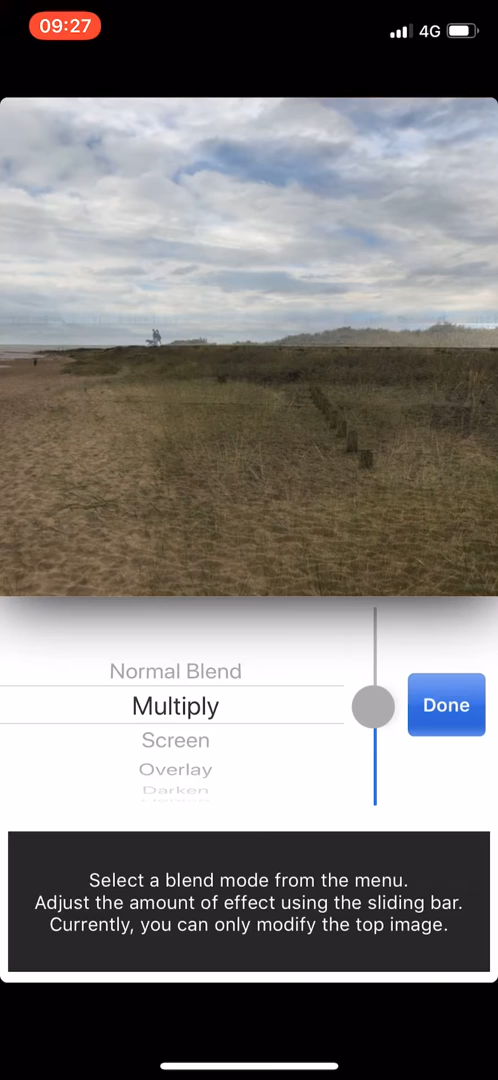 09:27
4G
Normal Blend
Multiply
Done
Screen
Overlay
Darken
Select a blend mode from the menu.
Adjust the amount of effect using the sliding bar.
Currently, you can only modify the top image.